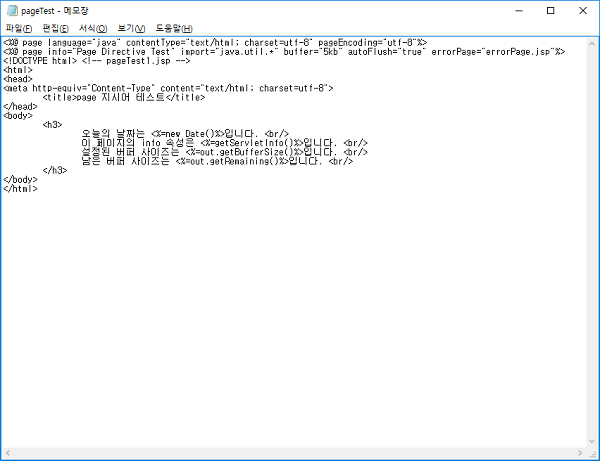 pageTest - 메모장
파일(F) 편집(E) 서식(O) 보기(V) 도움말(H)
<%@ page language="java" contentType="text/html; charset=utf-8" pageEncoding="utf-8"%>
<%@ page info="Page Directive Test" import="java.util.*" buffer="5kb" autoFlush="true" errorPage="errorPage.jsp"%>
<!DOCTYPE html> <!-- pageTest1.jsp -->
<html>
<head>
<meta http-equiv="Content-Type" content="text/html; charset=utf-8">
<title>page 지시어 테스트</title>
</head>
<body>
<h3>
오늘의 날짜는 <%=new Date()%>입니다. <br/>
이 페이지의 info 속성은 <%=getServletInfo()%>입니다. <br/>
설정된 버퍼 사이즈는 <%=out.getBufferSize()%>입니다. <br/>
남은 버퍼 사이즈는 <%=out.getRemaining()%>입니다. <br/>
</h3>
</body>
</html>